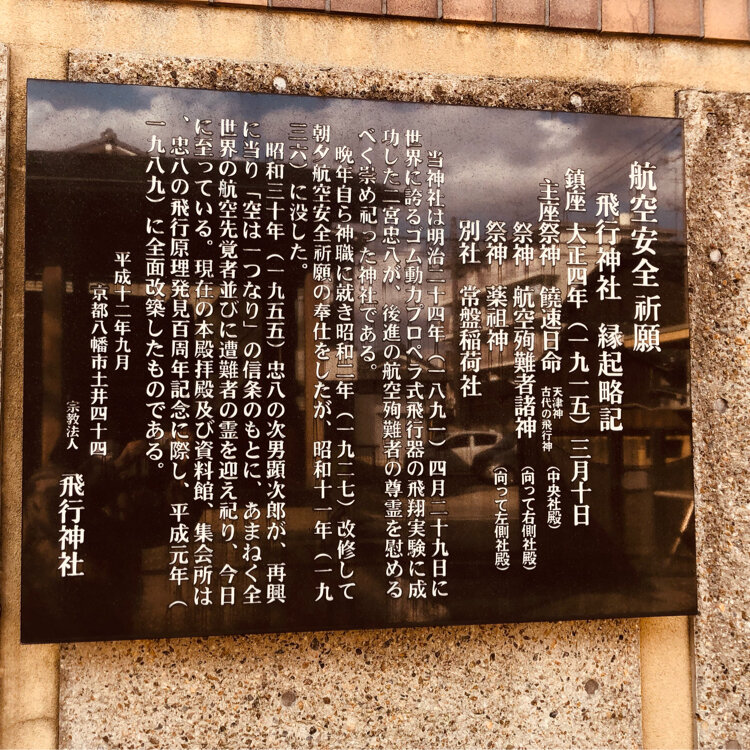 航空安全祈願
飛行神社 縁起略記
鎮座 大正四年(一九一五)三月十日
主座祭神 饒速日命 天津神 古代の飛行神 (中央社殿)
祭神 航空殉難者諸神 (向って右側社殿)
祭神 薬祖神 (向って左側社殿)
別社 常盤稲荷社
当神社は明治二十四年(一八九一)四月二十九日に
世界に誇るゴム動力プロペラ式飛行器の飛翔実験に成
功した二宮忠八が、後進の航空殉難者の尊霊を慰める
べく崇め祀った神社である。
晩年自ら神職に就き昭和二年(一九二七)改修して
朝夕航空安全祈願の奉仕をしたが、昭和十一年(一九
三六)に没した。
昭和三十年(一九五五)忠八の次男顕次郎が、再興
に当り「空は一つなり」の信条のもとに、あまねく全
世界の航空先覚者並びに遭難者の霊を迎え祀り、今日
に至っている。現在の本殿拝殿及び資料館、集会所は
、忠八の飛行原理発見百周年記念に際し、平成元年(
一九八九)に全面改築したものである。
平成十二年九月
京都八幡市土井四十四
宗教法人 飛行神社